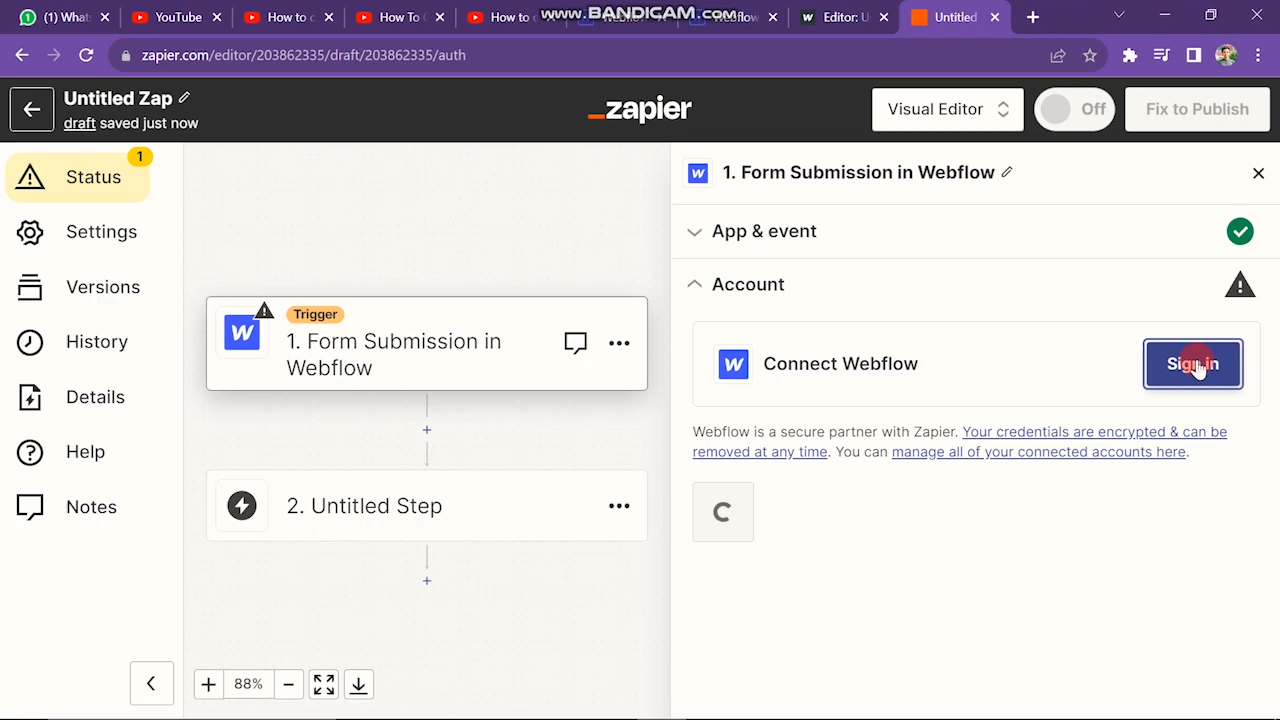 (1) What
YouTube
How to c
How To C
How to c
www.BANDICAM.com
Webflow
Editor: U
Untitled
zapier.com/editor/203862335/draft/203862335/auth
Untitled Zap
draft saved just now
_zapier
Visual Editor
Off
Fix to Publish
1
Status
Settings
Versions
History
Details
Help
Notes
Trigger
1. Form Submission in
Webflow
2. Untitled Step
88%
1. Form Submission in Webflow
App & event
Account
Connect Webflow
Sign in
Webflow is a secure partner with Zapier. Your credentials are encrypted & can be
removed at any time. You can manage all of your connected accounts here.